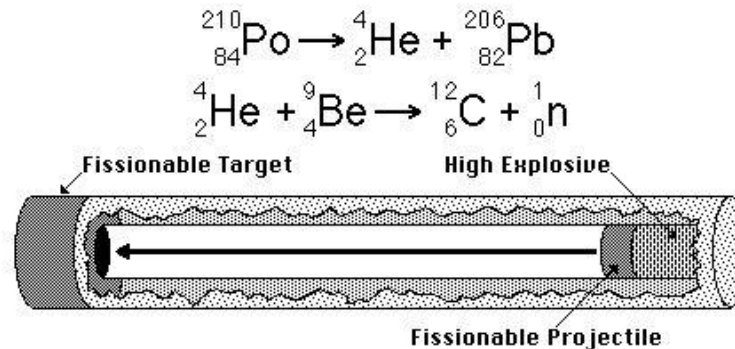 ²¹⁰₈₄Po → ⁴₂He + ²⁰⁶₈₂Pb
⁴₂He + ⁹₄Be → ¹²₆C + ¹₀n
Fissionable Target
High Explosive
Fissionable Projectile